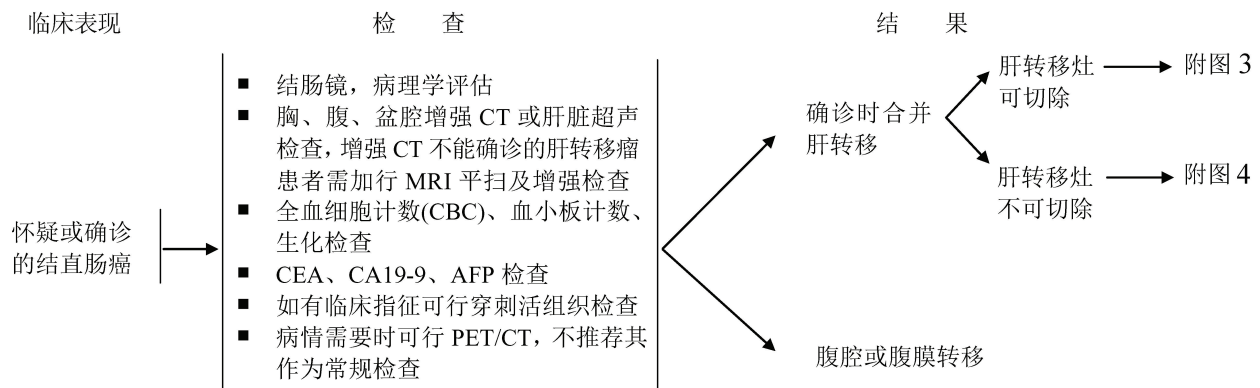 临床表现
检 查
结 果
怀疑或确诊
的结直肠癌
■ 结肠镜，病理学评估
■ 胸、腹、盆腔增强 CT 或肝脏超声
检查，增强 CT 不能确诊的肝转移瘤
患者需加行 MRI 平扫及增强检查
■ 全血细胞计数(CBC)、血小板计数、
生化检查
■ CEA、CA19-9、AFP 检查
■ 如有临床指征可行穿刺活组织检查
■ 病情需要时可行 PET/CT，不推荐其
作为常规检查
确诊时合并
肝转移
肝转移灶
可切除
附图 3
肝转移灶
不可切除
附图 4
腹腔或腹膜转移